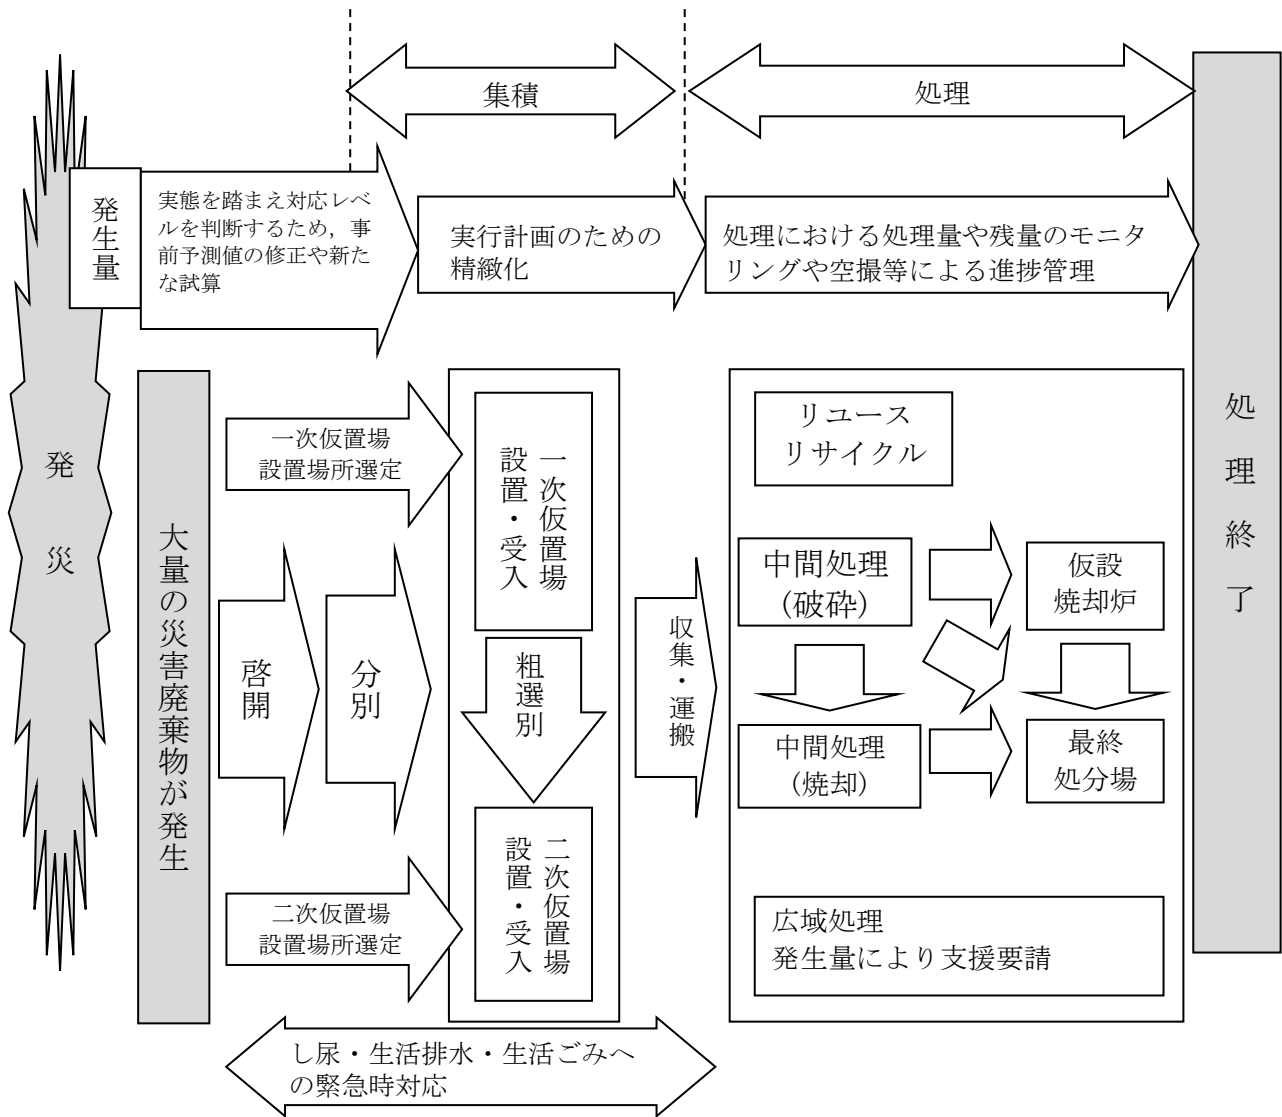 集積
処理
発生量
実態を踏まえ対応レベ
ルを判断するため，事
前予測値の修正や新た
な試算
実行計画のための
精緻化
処理における処理量や残量のモニタ
リングや空撮等による進捗管理
発災
大量の災害廃棄物が発生
一次仮置場
設置場所選定
啓開
分別
二次仮置場
設置場所選定
一次仮置場
設置・受入
粗選別
二次仮置場
設置・受入
収集・運搬
リユース
リサイクル
中間処理
（破砕）
仮設
焼却炉
中間処理
（焼却）
最終
処分場
広域処理
発生量により支援要請
処理終了
し尿・生活排水・生活ごみへ
の緊急時対応